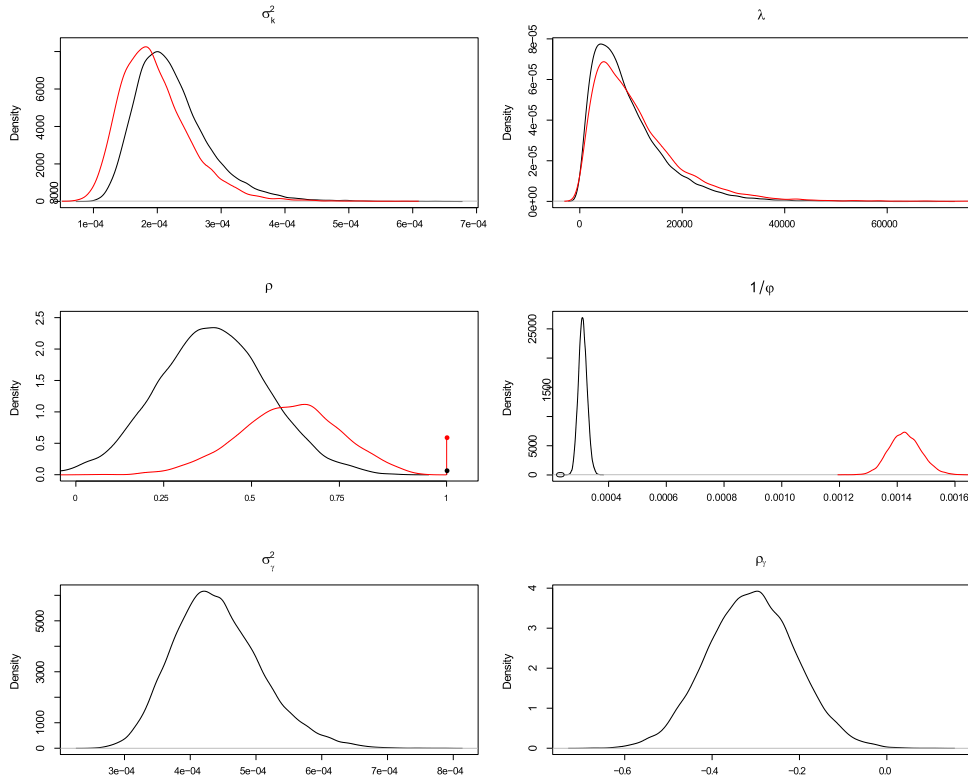 σ²ₖ
Density
0 8000 2000 4000 6000
1e−04 2e−04 3e−04 4e−04 5e−04 6e−04 7e−04
λ
Density
0e+00 2e−05 4e−05 6e−05 8e−05
0 20000 40000 60000
ρ
Density
0.0 0.5 1.0 1.5 2.0 2.5
0 0.25 0.5 0.75 1
1/φ
Density
0 5000 1500 25000
0.0004 0.0006 0.0008 0.0010 0.0012 0.0014 0.0016
σ²ᵧ
Density
0 1000 3000 5000
3e−04 4e−04 5e−04 6e−04 7e−04 8e−04
ρᵧ
Density
0 1 2 3 4
−0.6 −0.4 −0.2 0.0